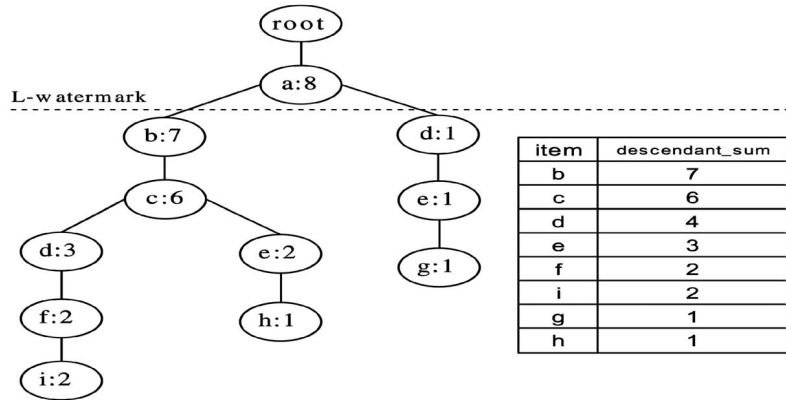 root
a:8
L-watermark
b:7
d:1
c:6
e:1
d:3
e:2
g:1
f:2
h:1
i:2
item descendant_sum
b 7
c 6
d 4
e 3
f 2
i 2
g 1
h 1